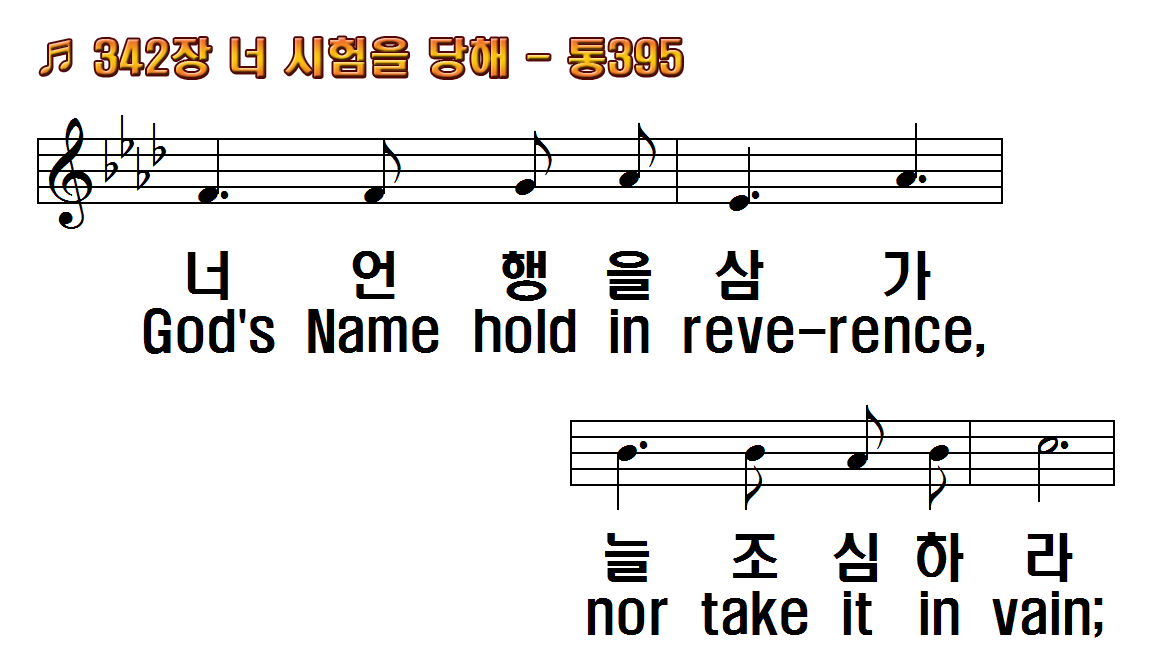 ♬ 342장 너 시험을 당해 - 통395
너 언 행 을 삼 가
God's Name hold in reve-rence,
늘 조 심 하 라
nor take it in vain;